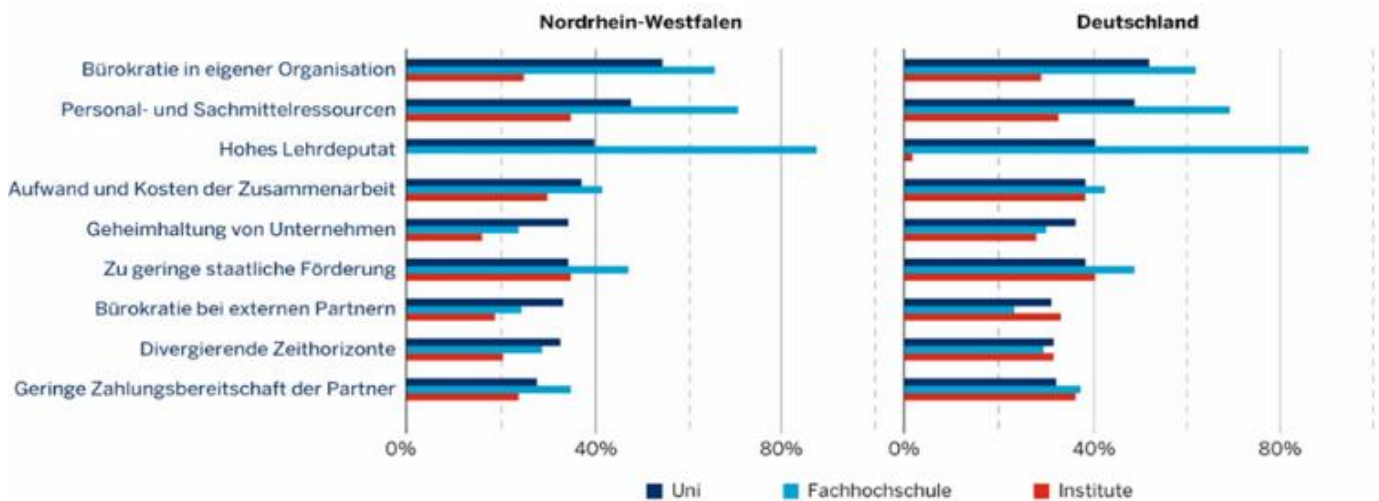 Nordrhein-Westfalen
Deutschland
Bürokratie in eigener Organisation
Personal- und Sachmittelressourcen
Hohes Lehrdeputat
Aufwand und Kosten der Zusammenarbeit
Geheimhaltung von Unternehmen
Zu geringe staatliche Förderung
Bürokratie bei externen Partnern
Divergierende Zeithorizonte
Geringe Zahlungsbereitschaft der Partner
0% 40% 80%
0% 40% 80%
Uni Fachhochschule Institute